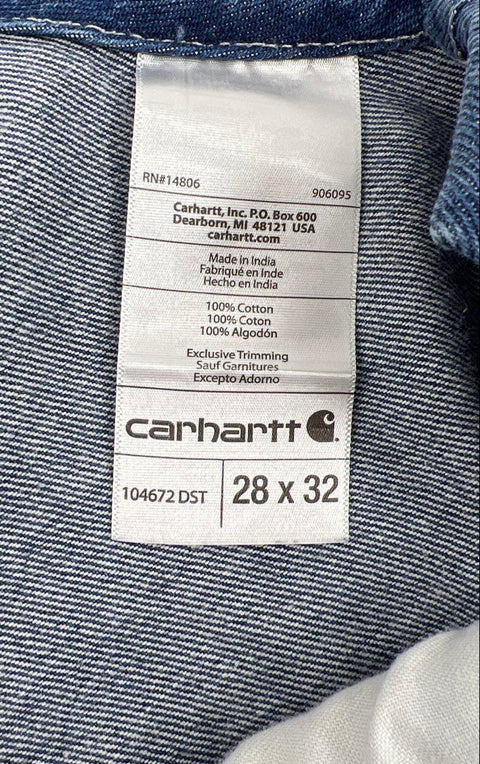 RN#14806
906095
Carhartt, Inc. P.O. Box 600
Dearborn, MI 48121 USA
carhartt.com
Made in India
Fabriqué en Inde
Hecho en India
100% Cotton
100% Coton
100% Algodón
Exclusive Trimming
Sauf Garnitures
Excepto Adorno
carhartt
104672 DST
28 x 32